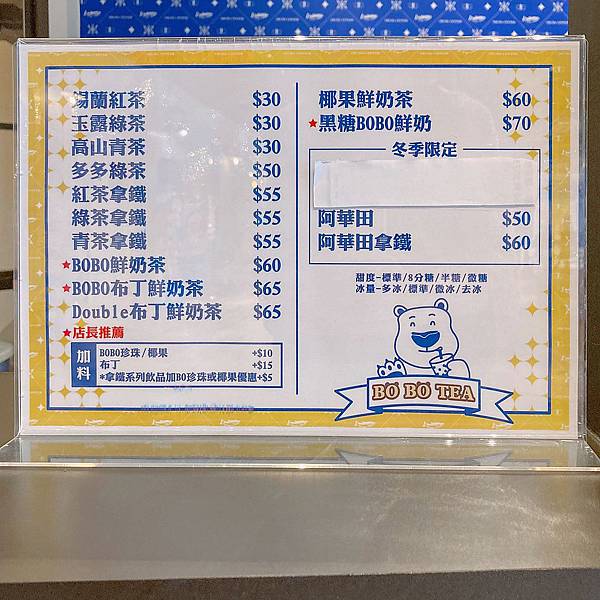 錫蘭紅茶 $30
玉露綠茶 $30
高山青茶 $30
多多綠茶 $50
紅茶拿鐵 $55
綠茶拿鐵 $55
青茶拿鐵 $55
★BOBO鮮奶茶 $60
★BOBO布丁鮮奶茶 $65
Double布丁鮮奶茶 $65
★店長推薦
加料
BOBO珍珠/椰果 +$10
布丁 +$15
*拿鐵系列飲品加BO珍珠或椰果優惠+$5
椰果鮮奶茶 $60
★黑糖BOBO鮮奶 $70
冬季限定
阿華田 $50
阿華田拿鐵 $60
甜度-標準/8分糖/半糖/微糖
冰量-多冰/標準/微冰/去冰
BO BO TEA